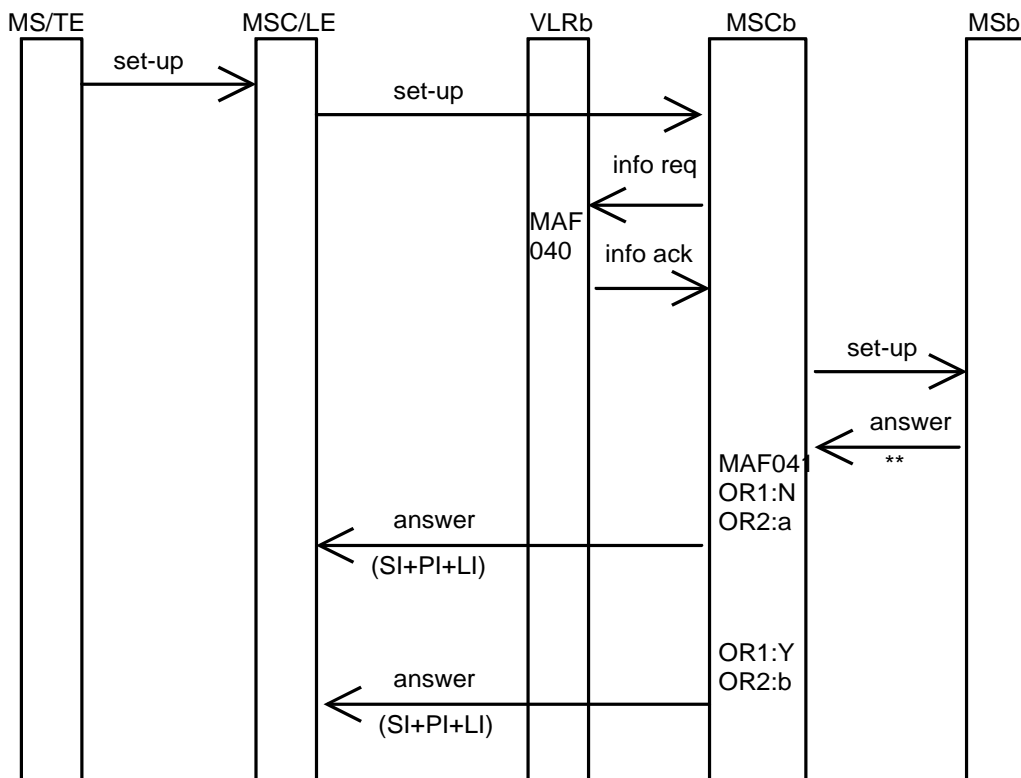 MS/TE MSC/LE VLRb MSCb MSb
set-up
set-up
info req
MAF
040
info ack
set-up
answer
**
MAF041
OR1:N
OR2:a
answer
(SI+PI+LI)
OR1:Y
OR2:b
answer
(SI+PI+LI)